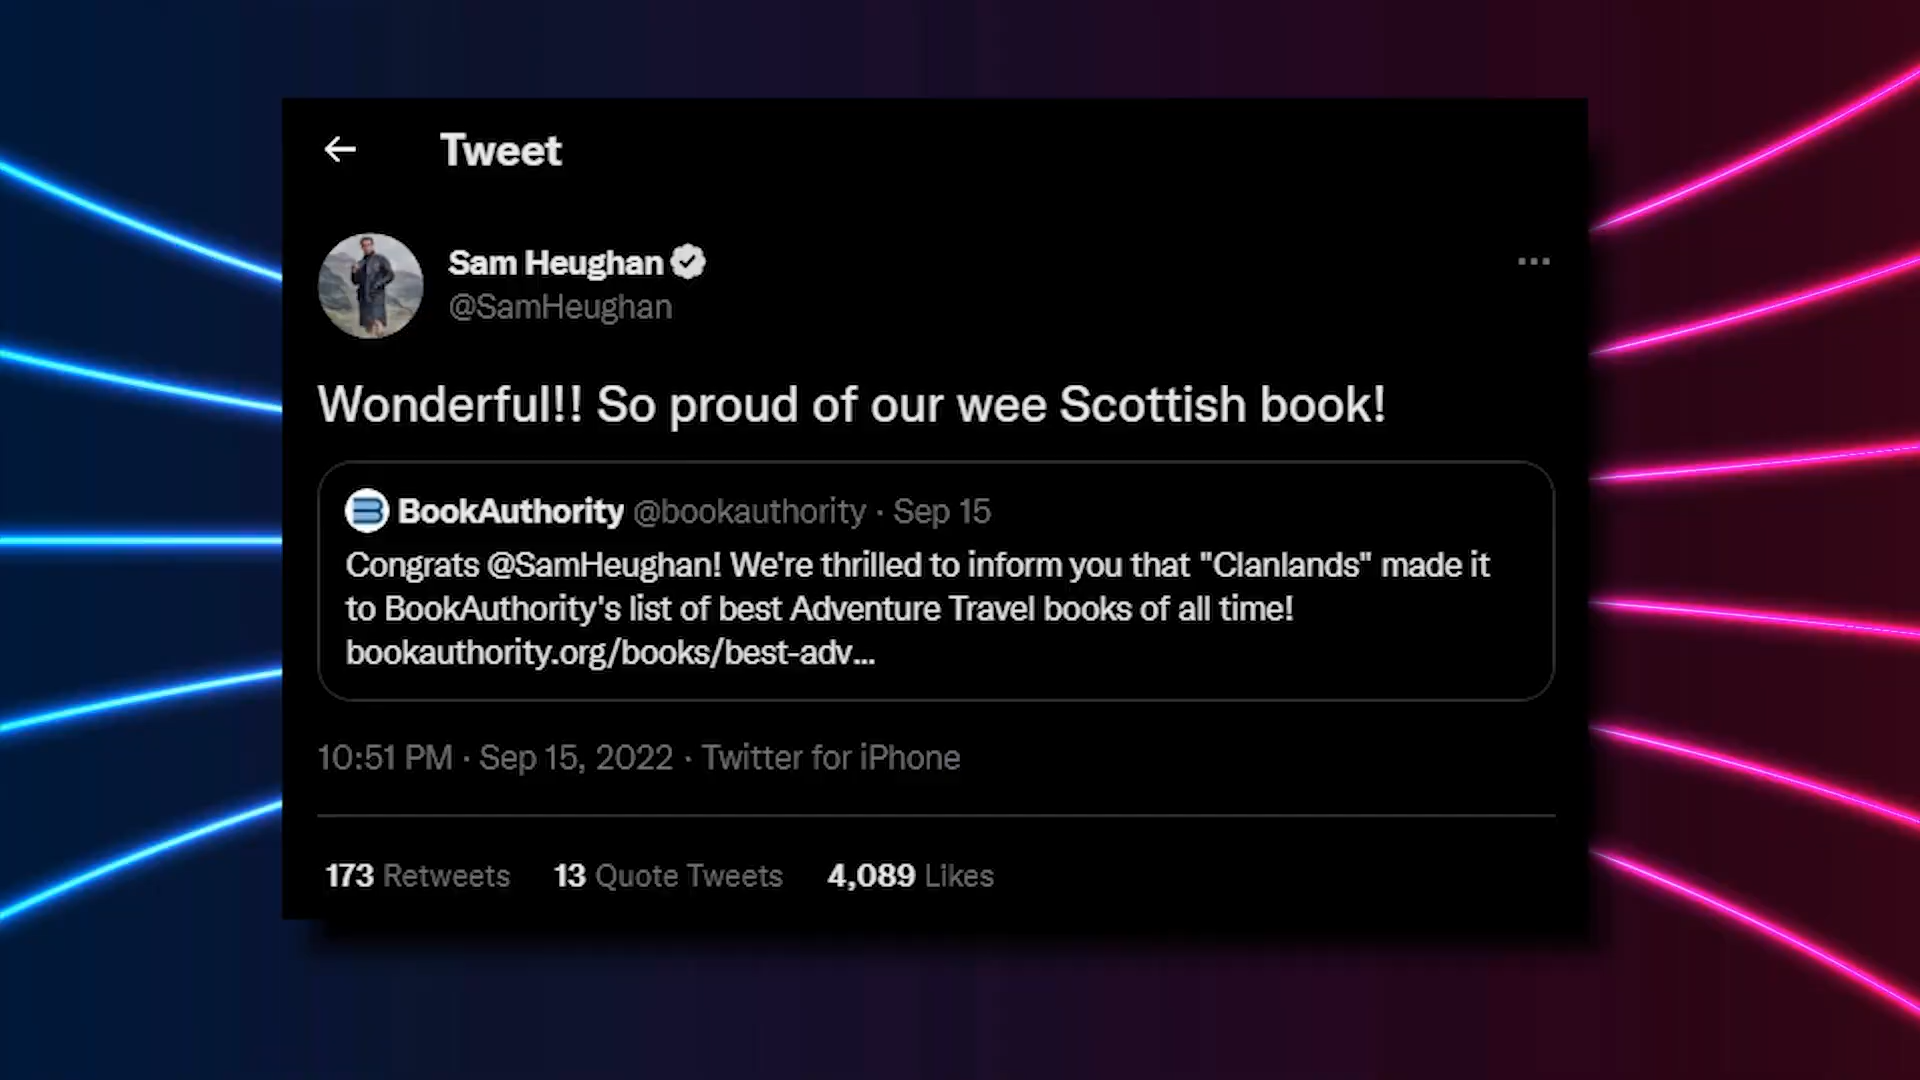 Tweet
Sam Heughan
@SamHeughan
Wonderful!! So proud of our wee Scottish book!
BookAuthority @bookauthority · Sep 15
Congrats @SamHeughan! We're thrilled to inform you that "Clanlands" made it
to BookAuthority's list of best Adventure Travel books of all time!
bookauthority.org/books/best-adv...
10:51 PM · Sep 15, 2022 · Twitter for iPhone
173 Retweets 13 Quote Tweets 4,089 Likes